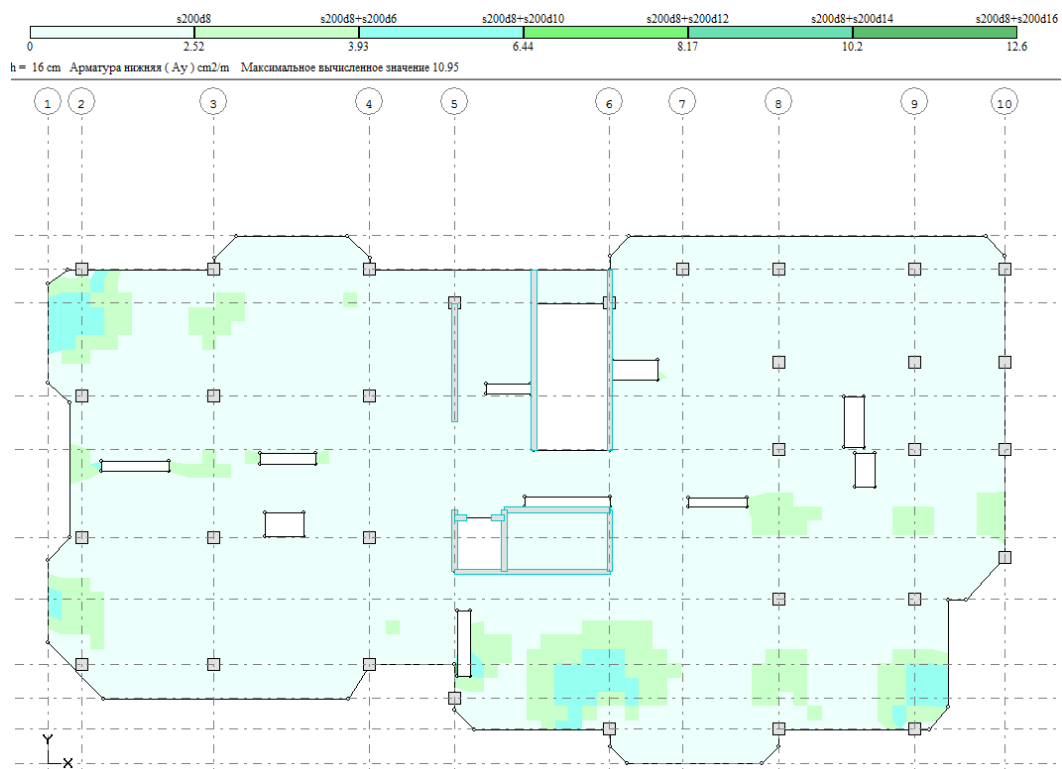 s200d8 s200d8+s200d6 s200d8+s200d10 s200d8+s200d12 s200d8+s200d14 s200d8+s200d16
0 2.52 3.93 6.44 8.17 10.2 12.6
h = 16 cm Арматура нижняя ( Ay ) cm2/m Максимальное вычисленное значение 10.95
1 2 3 4 5 6 7 8 9 10
Y
X